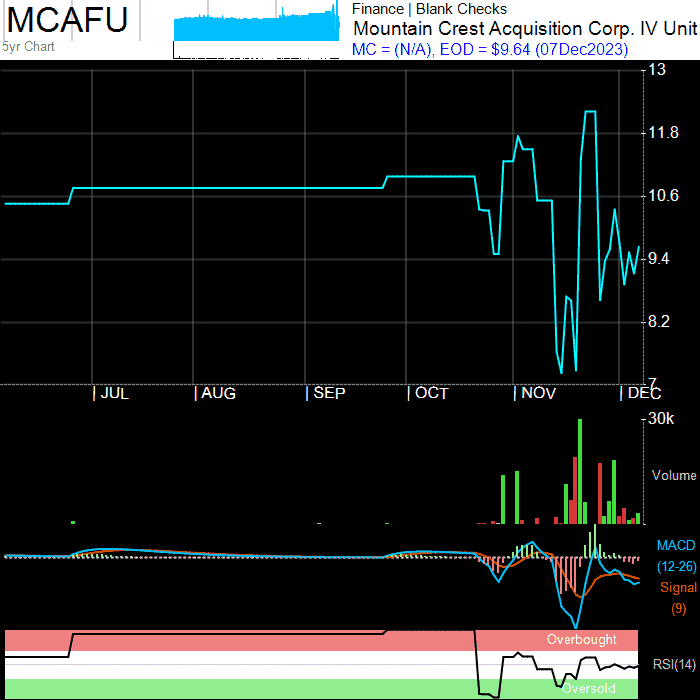 MCAFU
5yr Chart
Finance | Blank Checks
Mountain Crest Acquisition Corp. IV Unit
MC = (N/A), EOD = $9.64 (07Dec2023)
13
11.8
10.6
9.4
8.2
7
| JUL | AUG | SEP | OCT | NOV | DEC
30k
Volume
MACD
(12-26)
Signal
(9)
Overbought
RSI(14)
Oversold